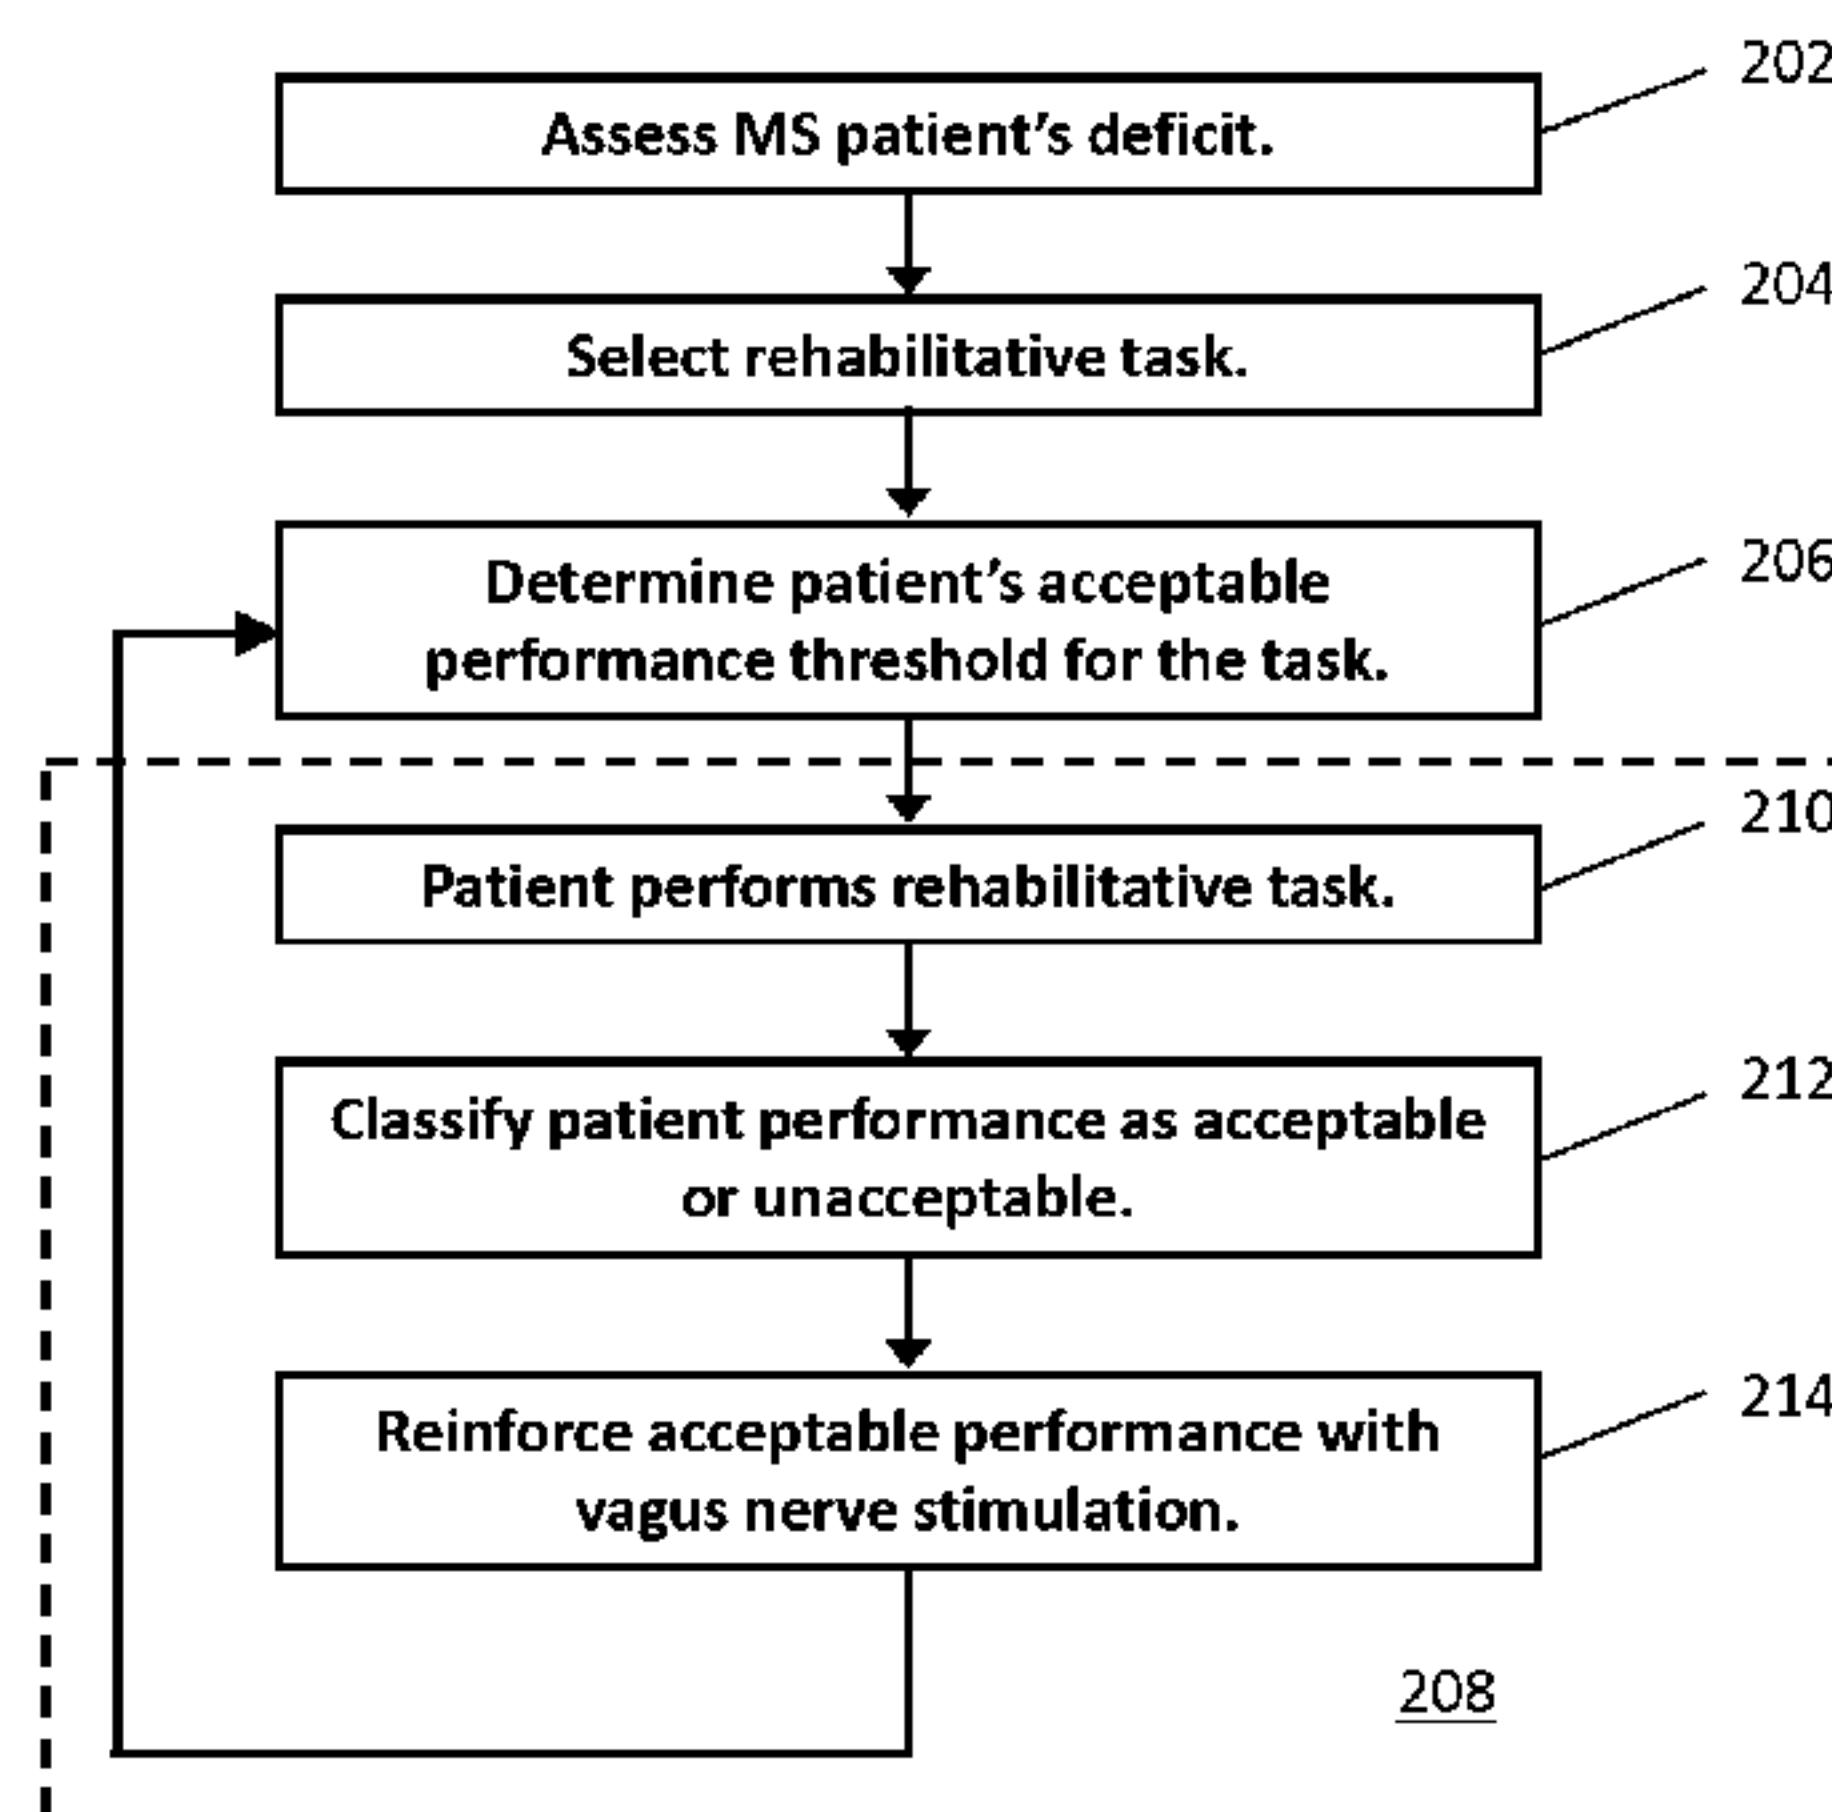 202
Assess MS patient's deficit.
204
Select rehabilitative task.
206
Determine patient's acceptable
performance threshold for the task.
210
Patient performs rehabilitative task.
212
Classify patient performance as acceptable
or unacceptable.
214
Reinforce acceptable performance with
vagus nerve stimulation.
208